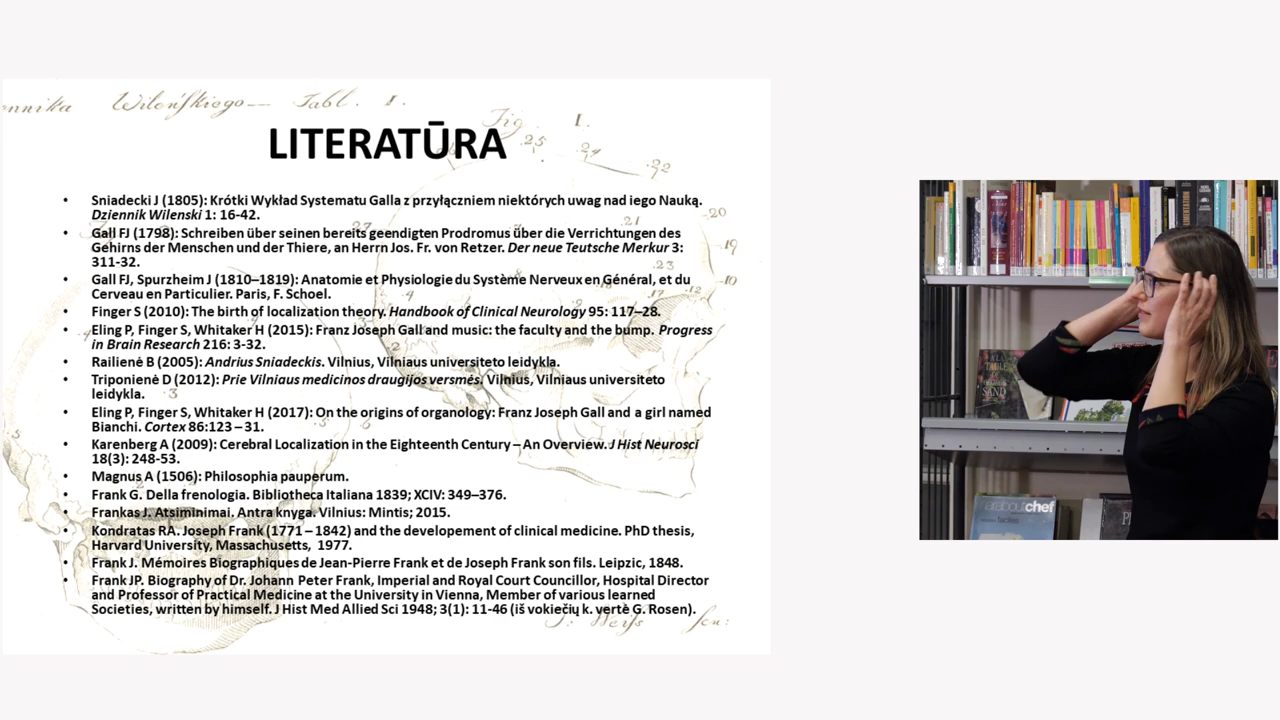 ennika Wilońskiego — Tabl. I.
Fig. I.
LITERATŪRA
• Sniadecki J (1805): Krótki Wykład Systematu Galla z przyłączniem niektórych uwag nad iego Nauką.
Dziennik Wilenski 1: 16-42.
• Gall FJ (1798): Schreiben über seinen bereits geendigten Prodromus über die Verrichtungen des
Gehirns der Menschen und der Thiere, an Herrn Jos. Fr. von Retzer. Der neue Teutsche Merkur 3:
311-32.
• Gall FJ, Spurzheim J (1810–1819): Anatomie et Physiologie du Système Nerveux en Général, et du
Cerveau en Particulier. Paris, F. Schoel.
• Finger S (2010): The birth of localization theory. Handbook of Clinical Neurology 95: 117–28.
• Eling P, Finger S, Whitaker H (2015): Franz Joseph Gall and music: the faculty and the bump. Progress
in Brain Research 216: 3-32.
• Railienė B (2005): Andrius Sniadeckis. Vilnius, Vilniaus universiteto leidykla.
• Triponienė D (2012): Prie Vilniaus medicinos draugijos versmės. Vilnius, Vilniaus universiteto
leidykla.
• Eling P, Finger S, Whitaker H (2017): On the origins of organology: Franz Joseph Gall and a girl named
Bianchi. Cortex 86:123 – 31.
• Karenberg A (2009): Cerebral Localization in the Eighteenth Century – An Overview. J Hist Neurosci
18(3): 248-53.
• Magnus A (1506): Philosophia pauperum.
• Frank G. Della frenologia. Bibliotheca Italiana 1839; XCIV: 349–376.
• Frankas J. Atsiminimai. Antra knyga. Vilnius: Mintis; 2015.
• Kondratas RA. Joseph Frank (1771 – 1842) and the developement of clinical medicine. PhD thesis,
Harvard University, Massachusetts, 1977.
• Frank J. Mémoires Biographiques de Jean-Pierre Frank et de Joseph Frank son fils. Leipzic, 1848.
• Frank JP. Biography of Dr. Johann Peter Frank, Imperial and Royal Court Councillor, Hospital Director
and Professor of Practical Medicine at the University in Vienna, Member of various learned
Societies, written by himself. J Hist Med Allied Sci 1948; 3(1): 11-46 (iš vokiečių k. vertė G. Rosen).
À LA
TABLE
SAND
maraboutchef